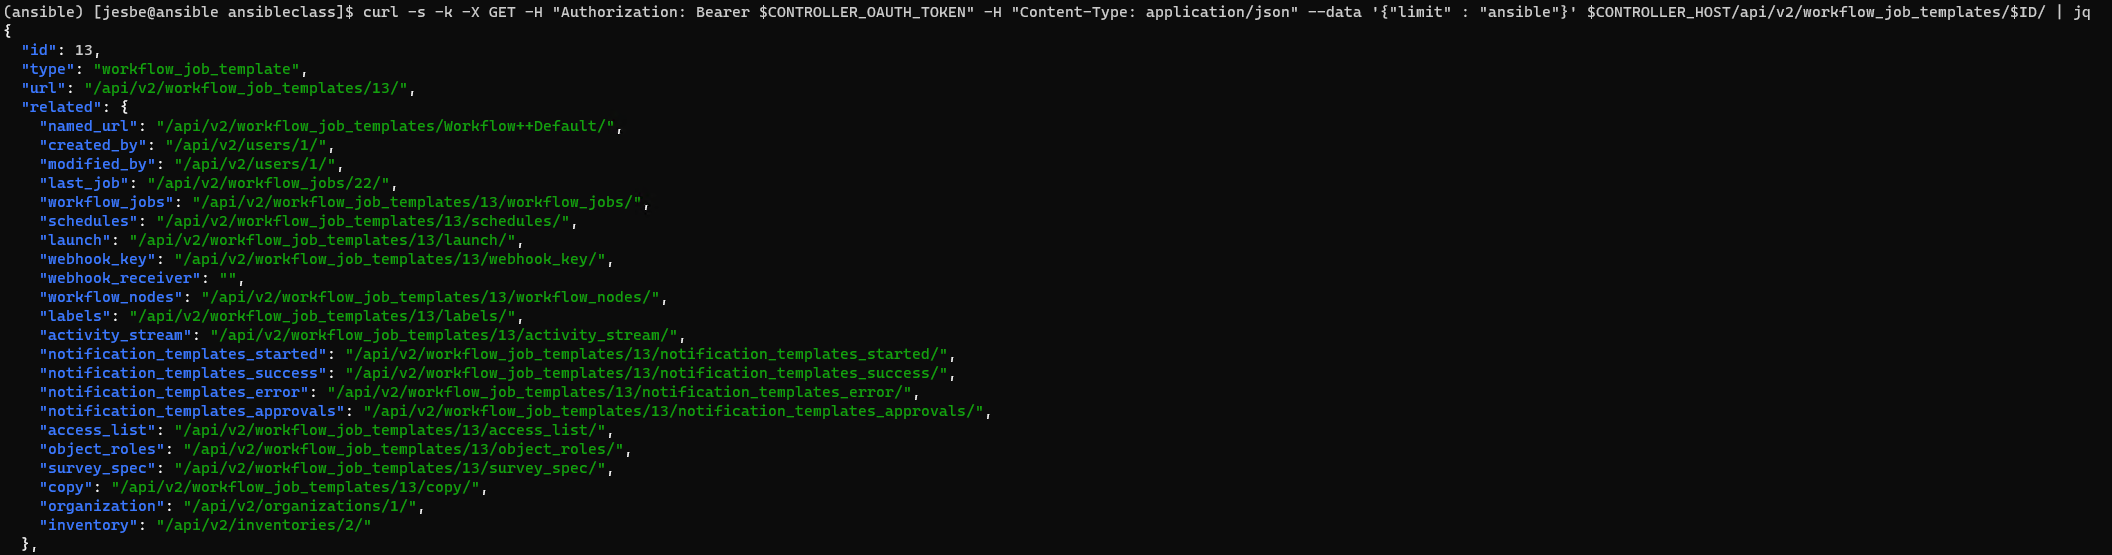 (ansible) [jesbe@ansible ansibleclass]$ curl -s -k -X GET -H "Authorization: Bearer $CONTROLLER_OAUTH_TOKEN" -H "Content-Type: application/json" --data '{"limit" : "ansible"}' $CONTROLLER_HOST/api/v2/workflow_job_templates/$ID/ | jq
{
  "id": 13,
  "type": "workflow_job_template",
  "url": "/api/v2/workflow_job_templates/13/",
  "related": {
    "named_url": "/api/v2/workflow_job_templates/Workflow++Default/",
    "created_by": "/api/v2/users/1/",
    "modified_by": "/api/v2/users/1/",
    "last_job": "/api/v2/workflow_jobs/22/",
    "workflow_jobs": "/api/v2/workflow_job_templates/13/workflow_jobs/",
    "schedules": "/api/v2/workflow_job_templates/13/schedules/",
    "launch": "/api/v2/workflow_job_templates/13/launch/",
    "webhook_key": "/api/v2/workflow_job_templates/13/webhook_key/",
    "webhook_receiver": "",
    "workflow_nodes": "/api/v2/workflow_job_templates/13/workflow_nodes/",
    "labels": "/api/v2/workflow_job_templates/13/labels/",
    "activity_stream": "/api/v2/workflow_job_templates/13/activity_stream/",
    "notification_templates_started": "/api/v2/workflow_job_templates/13/notification_templates_started/",
    "notification_templates_success": "/api/v2/workflow_job_templates/13/notification_templates_success/",
    "notification_templates_error": "/api/v2/workflow_job_templates/13/notification_templates_error/",
    "notification_templates_approvals": "/api/v2/workflow_job_templates/13/notification_templates_approvals/",
    "access_list": "/api/v2/workflow_job_templates/13/access_list/",
    "object_roles": "/api/v2/workflow_job_templates/13/object_roles/",
    "survey_spec": "/api/v2/workflow_job_templates/13/survey_spec/",
    "copy": "/api/v2/workflow_job_templates/13/copy/",
    "organization": "/api/v2/organizations/1/",
    "inventory": "/api/v2/inventories/2/"
  },